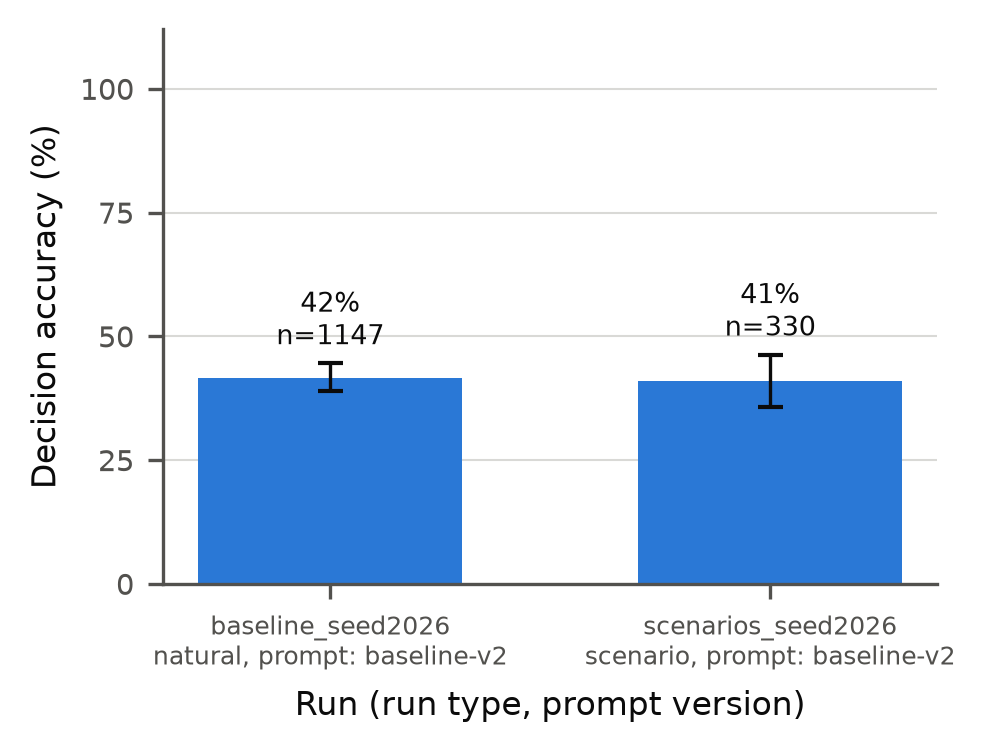 Decision accuracy (%)
100
75
50
25
0
42%
n=1147
41%
n=330
baseline_seed2026
natural, prompt: baseline-v2
scenarios_seed2026
scenario, prompt: baseline-v2
Run (run type, prompt version)